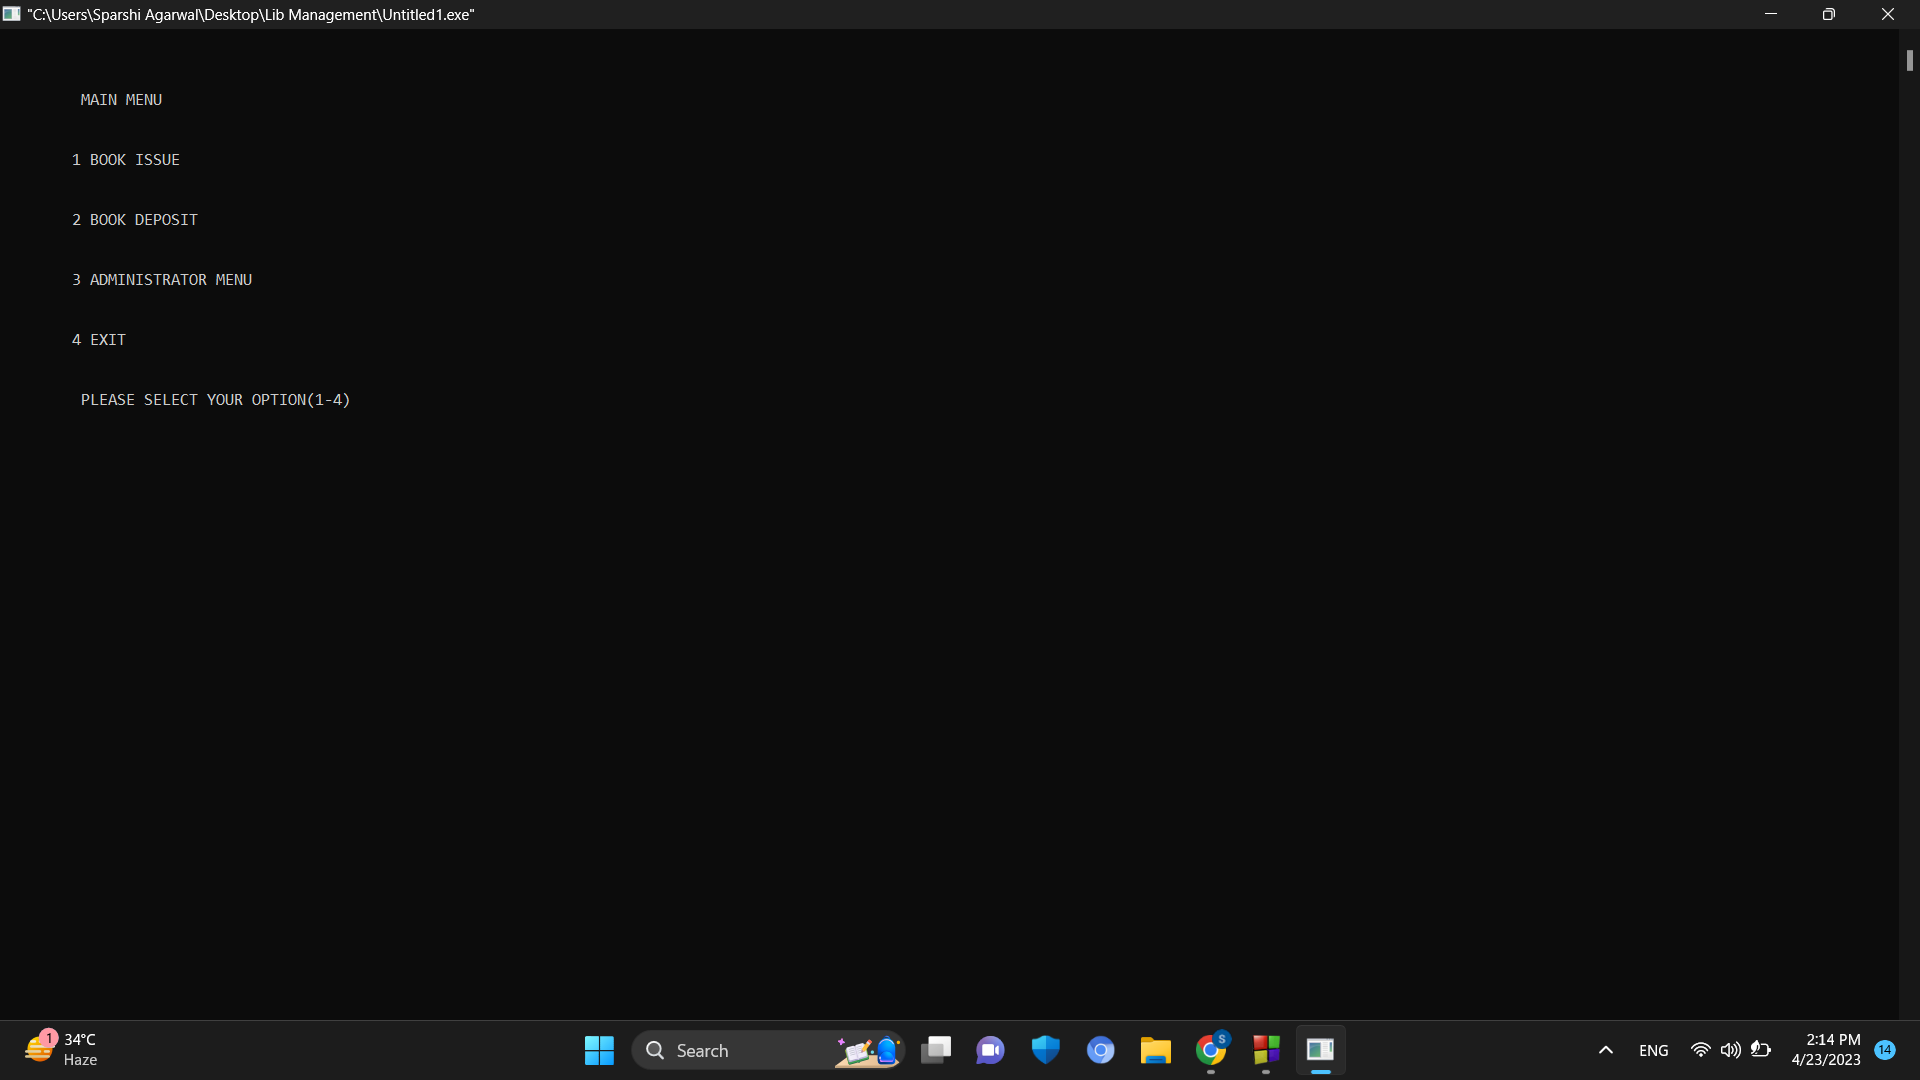 "C:\Users\Sparshi Agarwal\Desktop\Lib Management\Untitled1.exe"
MAIN MENU
1 BOOK ISSUE
2 BOOK DEPOSIT
3 ADMINISTRATOR MENU
4 EXIT
PLEASE SELECT YOUR OPTION(1-4)
1
34°C
Haze
Search
S
ENG
2:14 PM
4/23/2023
14